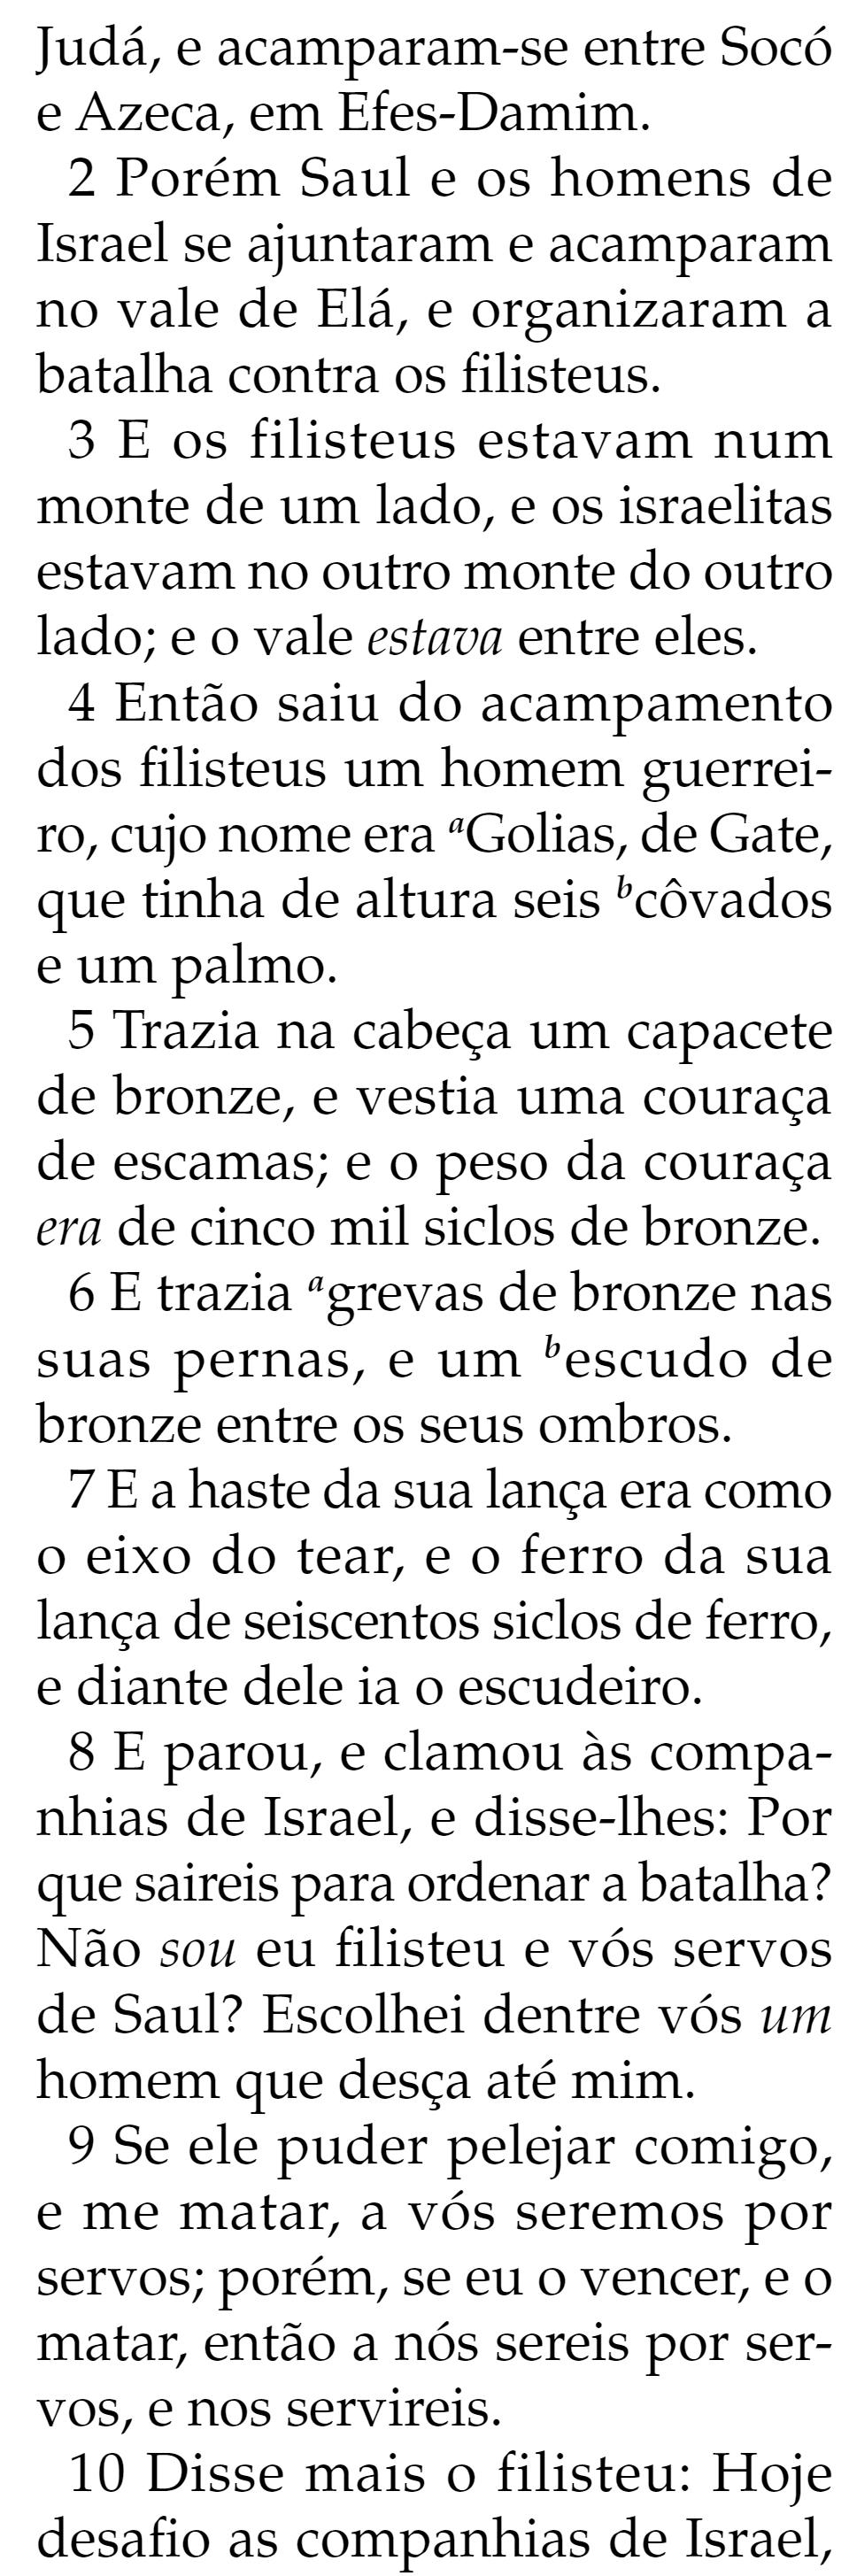 Judá, e acamparam-se entre Socó
e Azeca, em Efes-Damim.
2 Porém Saul e os homens de
Israel se ajuntaram e acamparam
no vale de Elá, e organizaram a
batalha contra os filisteus.
3 E os filisteus estavam num
monte de um lado, e os israelitas
estavam no outro monte do outro
lado; e o vale estava entre eles.
4 Então saiu do acampamento
dos filisteus um homem guerrei-
ro, cujo nome era aGolias, de Gate,
que tinha de altura seis bcôvados
e um palmo.
5 Trazia na cabeça um capacete
de bronze, e vestia uma couraça
de escamas; e o peso da couraça
era de cinco mil siclos de bronze.
6 E trazia agrevas de bronze nas
suas pernas, e um bescudo de
bronze entre os seus ombros.
7 E a haste da sua lança era como
o eixo do tear, e o ferro da sua
lança de seiscentos siclos de ferro,
e diante dele ia o escudeiro.
8 E parou, e clamou às compa-
nhias de Israel, e disse-lhes: Por
que saireis para ordenar a batalha?
Não sou eu filisteu e vós servos
de Saul? Escolhei dentre vós um
homem que desça até mim.
9 Se ele puder pelejar comigo,
e me matar, a vós seremos por
servos; porém, se eu o vencer, e o
matar, então a nós sereis por ser-
vos, e nos servireis.
10 Disse mais o filisteu: Hoje
desafio as companhias de Israel,